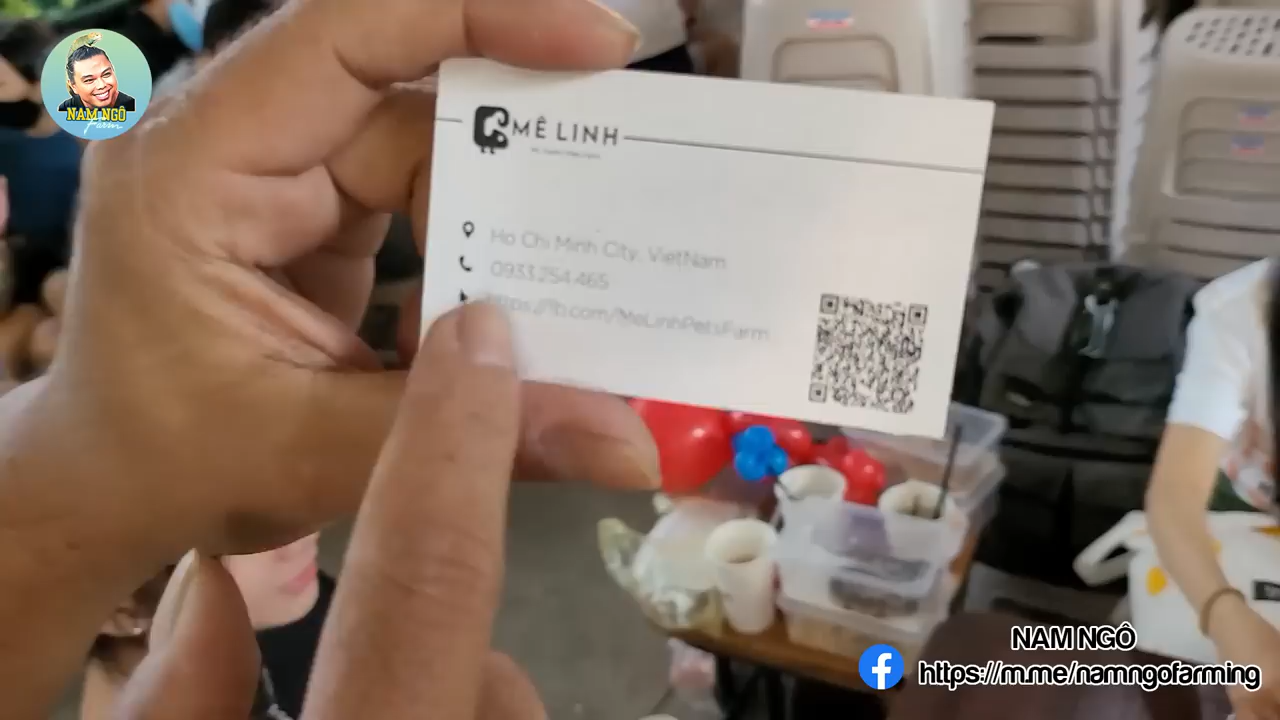 NAM NGÔ
Farm
MÊ LINH
Ho Chi Minh City, VietNam
0933 254 465
https://fb.com/MeLinhPetsFarm
NAM NGÔ
https://m.me/namngofarming